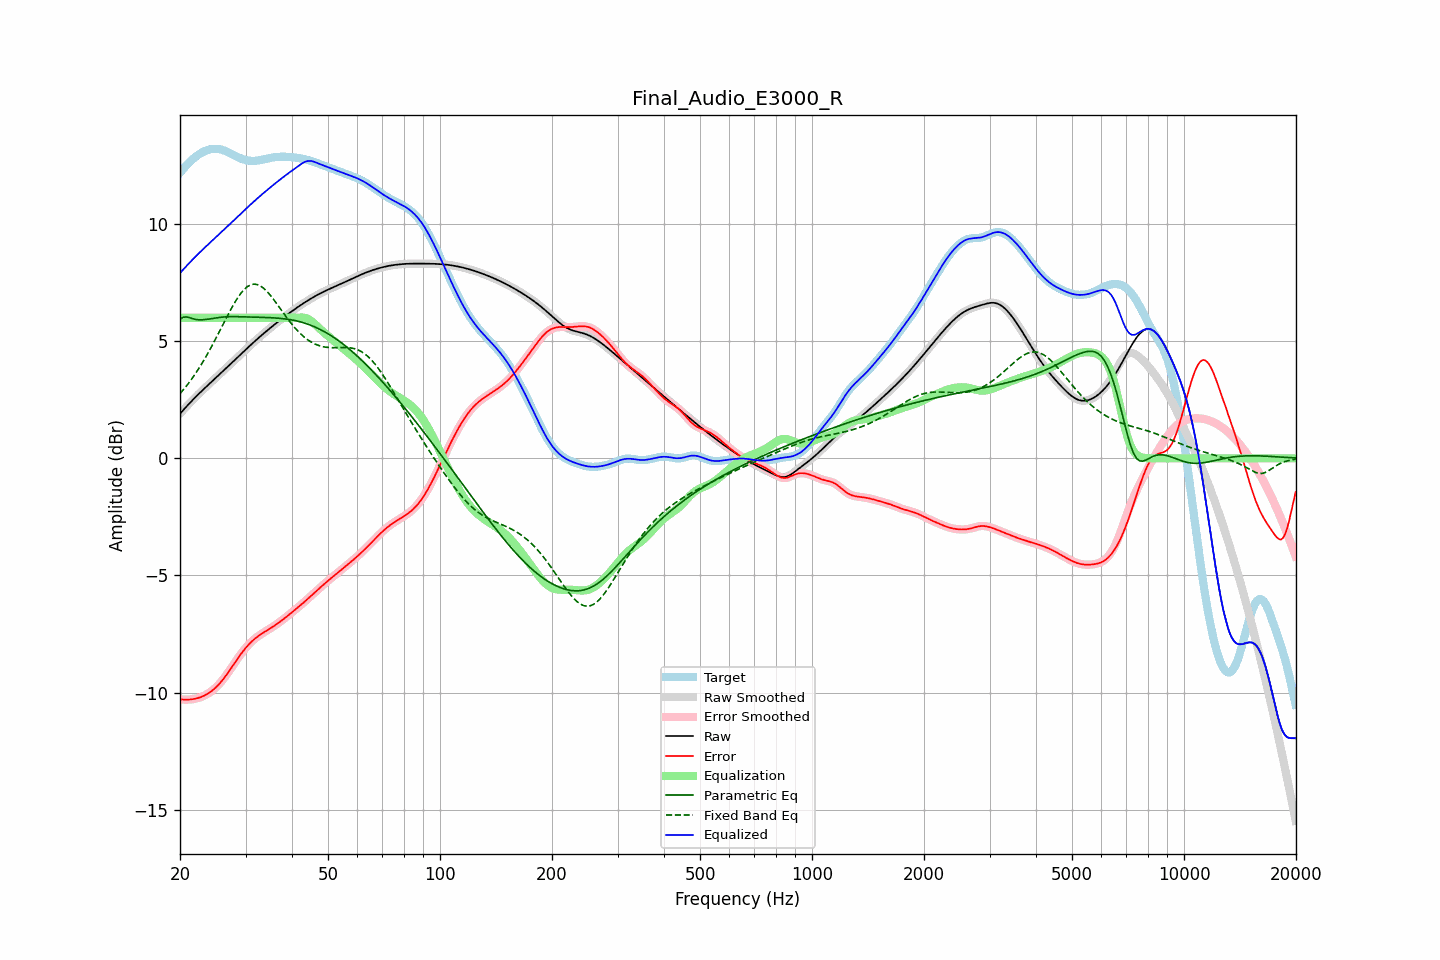 Final_Audio_E3000_R
Amplitude (dBr)
10
5
0
−5
−10
−15
Target
Raw Smoothed
Error Smoothed
Raw
Error
Equalization
Parametric Eq
Fixed Band Eq
Equalized
20 50 100 200 500 1000 2000 5000 10000 20000
Frequency (Hz)